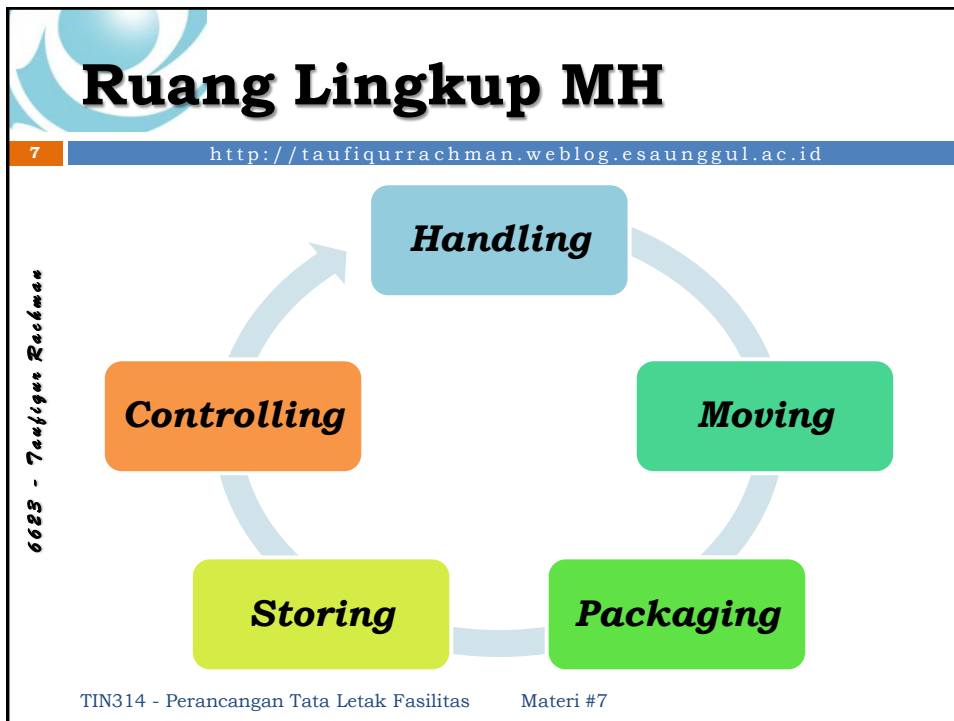 Ruang Lingkup MH
7
http://taufiqurrachman.weblog.esaunggul.ac.id
6623 - Taufiqur Rachman
Handling
Moving
Packaging
Storing
Controlling
TIN314 - Perancangan Tata Letak Fasilitas Materi #7